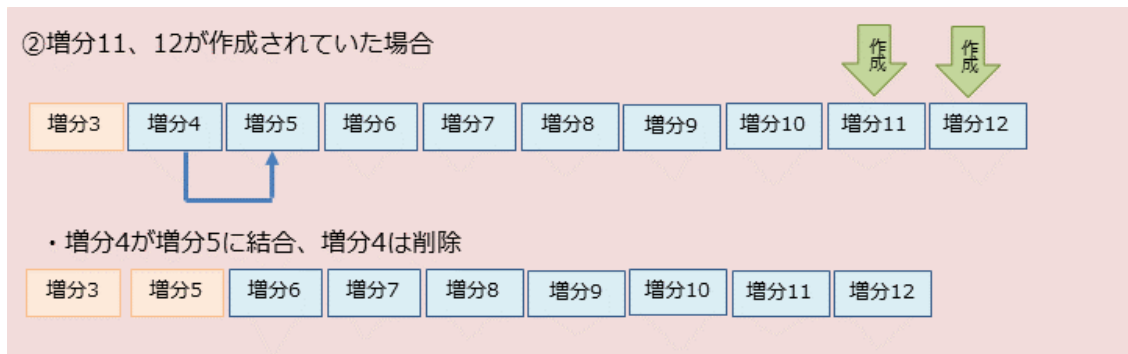 ②増分11、12が作成されていた場合
作成 作成
増分3 増分4 増分5 増分6 増分7 増分8 増分9 増分10 増分11 増分12
・増分4が増分5に結合、増分4は削除
増分3 増分5 増分6 増分7 増分8 増分9 増分10 増分11 増分12